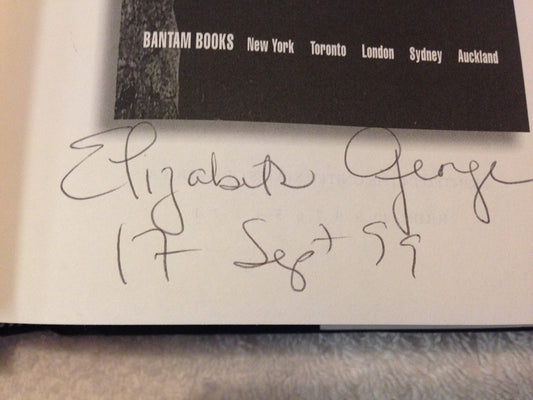 BANTAM BOOKS New York Toronto London Sydney Auckland
Elizabeth George
17 Sept 99